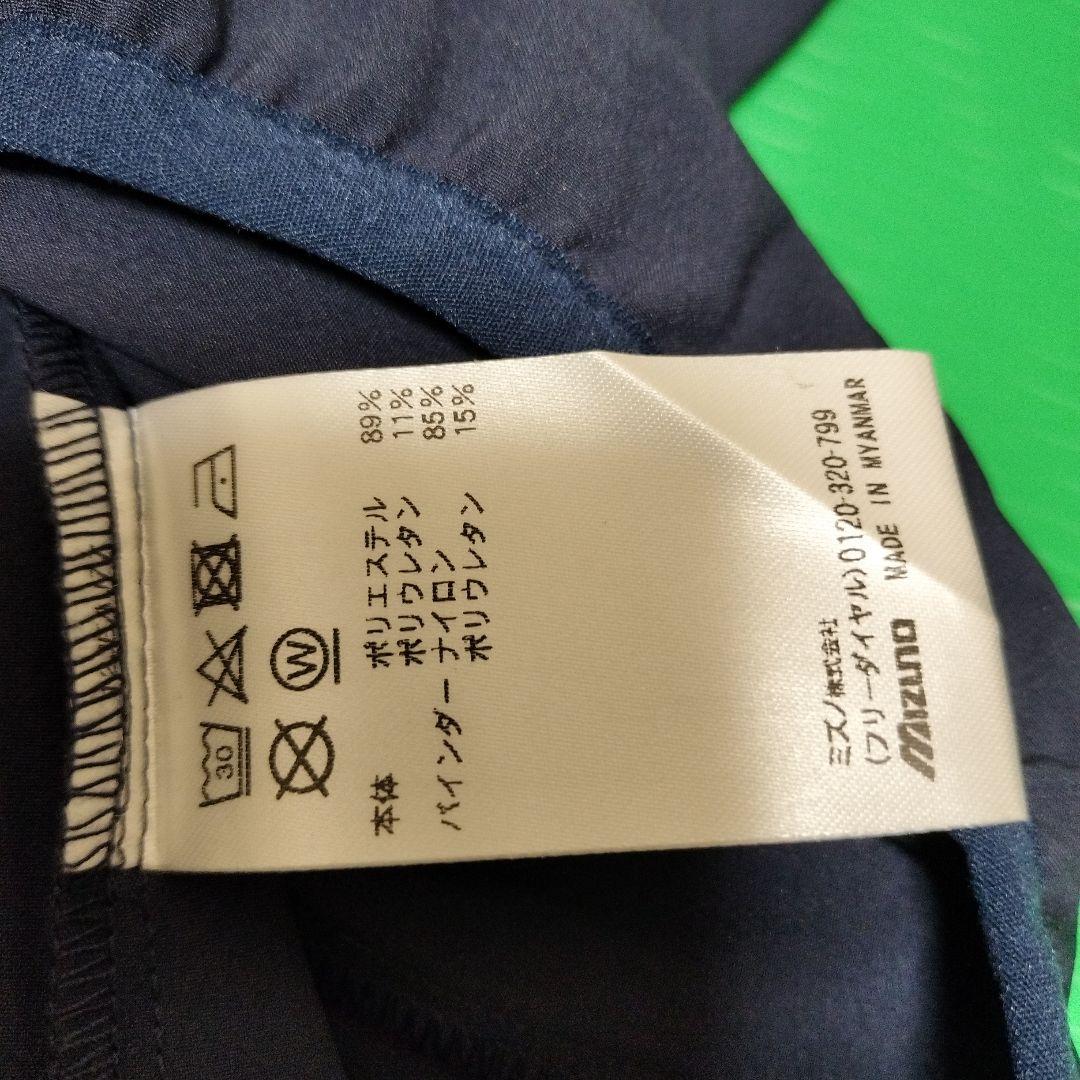 30
W
本体 ポリエステル 89%
ポリウレタン 11%
バインダー ナイロン 85%
ポリウレタン 15%
ミズノ株式会社
(フリーダイヤル)0120-320-799
MIZUNO MADE IN MYANMAR